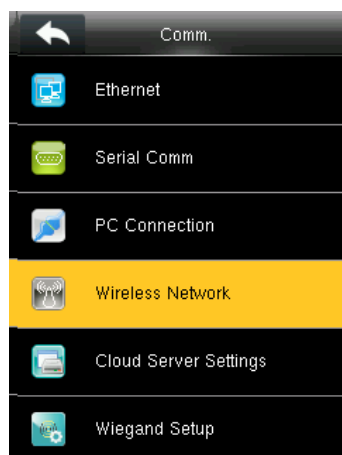 Comm.
Ethernet
Serial Comm
PC Connection
Wireless Network
Cloud Server Settings
Wiegand Setup